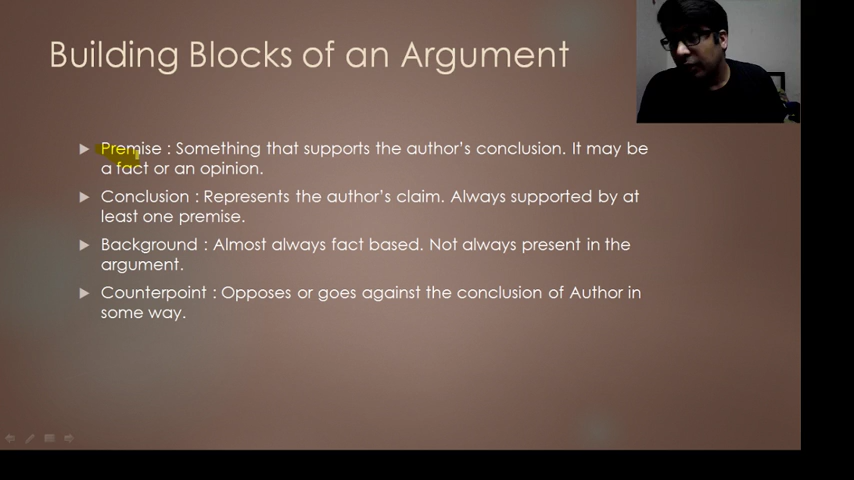 Building Blocks of an Argument
Premise : Something that supports the author's conclusion. It may be
a fact or an opinion.
Conclusion : Represents the author's claim. Always supported by at
least one premise.
Background : Almost always fact based. Not always present in the
argument.
Counterpoint : Opposes or goes against the conclusion of Author in
some way.